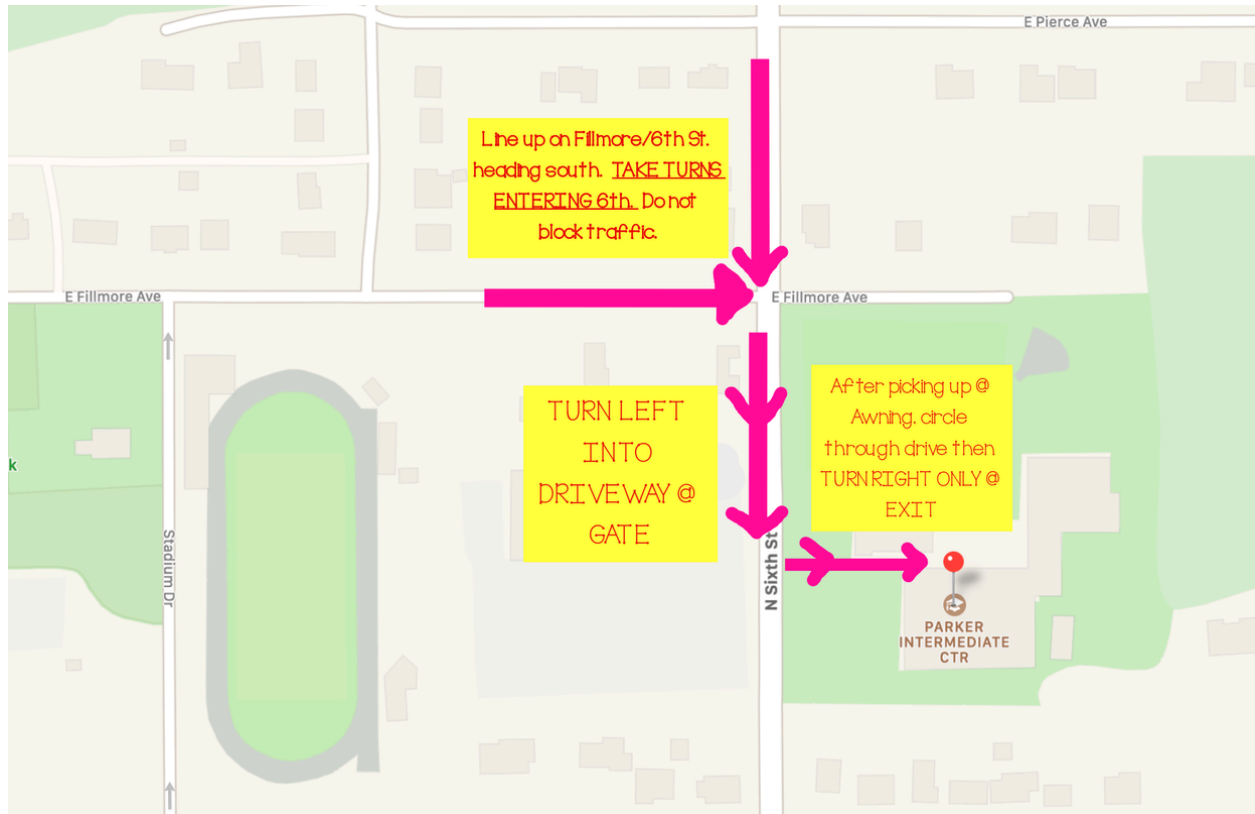 E Pierce Ave
Line up on Fillmore/6th St.
heading south. TAKE TURNS
ENTERING 6th. Do not
block traffic.
E Fillmore Ave
E Fillmore Ave
After picking up @
Awning, circle
through drive then
TURN RIGHT ONLY @
EXIT
TURN LEFT
INTO
DRIVEWAY @
GATE
k
Stadium Dr
N Sixth St
PARKER
INTERMEDIATE
CTR